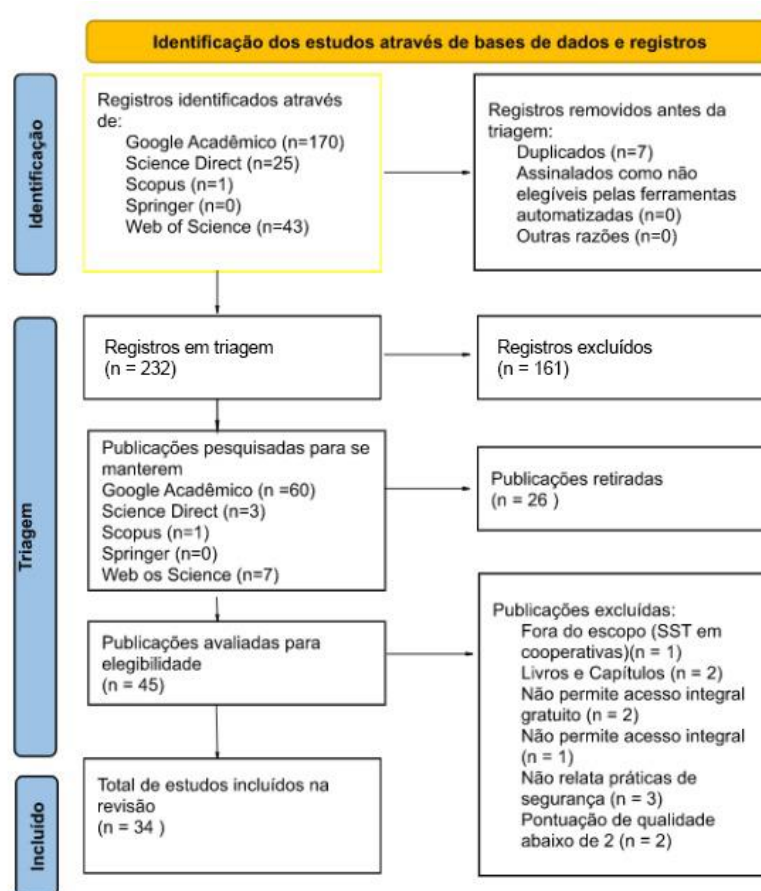 Identificação dos estudos através de bases de dados e registros
Identificação
Registros identificados através
de:
Google Acadêmico (n=170)
Science Direct (n=25)
Scopus (n=1)
Springer (n=0)
Web of Science (n=43)
Registros removidos antes da
triagem:
Duplicados (n=7)
Assinalados como não
elegíveis pelas ferramentas
automatizadas (n=0)
Outras razões (n=0)
Triagem
Registros em triagem
(n = 232)
Registros excluídos
(n = 161)
Publicações pesquisadas para se
manterem
Google Acadêmico (n =60)
Science Direct (n=3)
Scopus (n=1)
Springer (n=0)
Web os Science (n=7)
Publicações retiradas
(n = 26 )
Publicações avaliadas para
elegibilidade
(n = 45)
Publicações excluídas:
Fora do escopo (SST em
cooperativas)(n = 1)
Livros e Capítulos (n = 2)
Não permite acesso integral
gratuito (n = 2)
Não permite acesso integral
(n = 1)
Não relata práticas de
segurança (n = 3)
Pontuação de qualidade
abaixo de 2 (n = 2)
Incluído
Total de estudos incluídos na
revisão
(n = 34 )